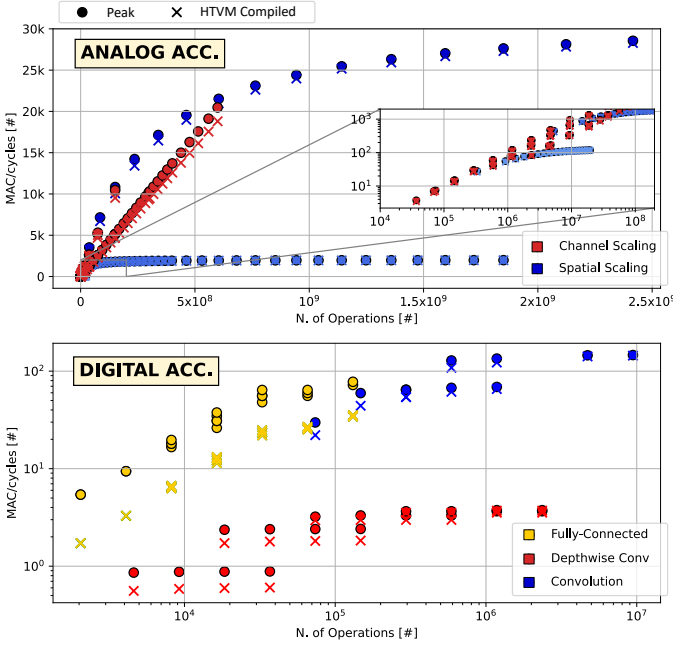 Peak HTVM Compiled
ANALOG ACC.
MAC/cycles [#]
30k
25k
20k
15k
10k
5k
0
10³
10²
10¹
10⁴ 10⁵ 10⁶ 10⁷ 10⁸
Channel Scaling
Spatial Scaling
0 5x10⁸ 10⁹ 1.5x10⁹ 2x10⁹ 2.5x10⁹
N. of Operations [#]
DIGITAL ACC.
MAC/cycles [#]
10²
10¹
10⁰
Fully-Connected
Depthwise Conv
Convolution
10⁴ 10⁵ 10⁶ 10⁷
N. of Operations [#]